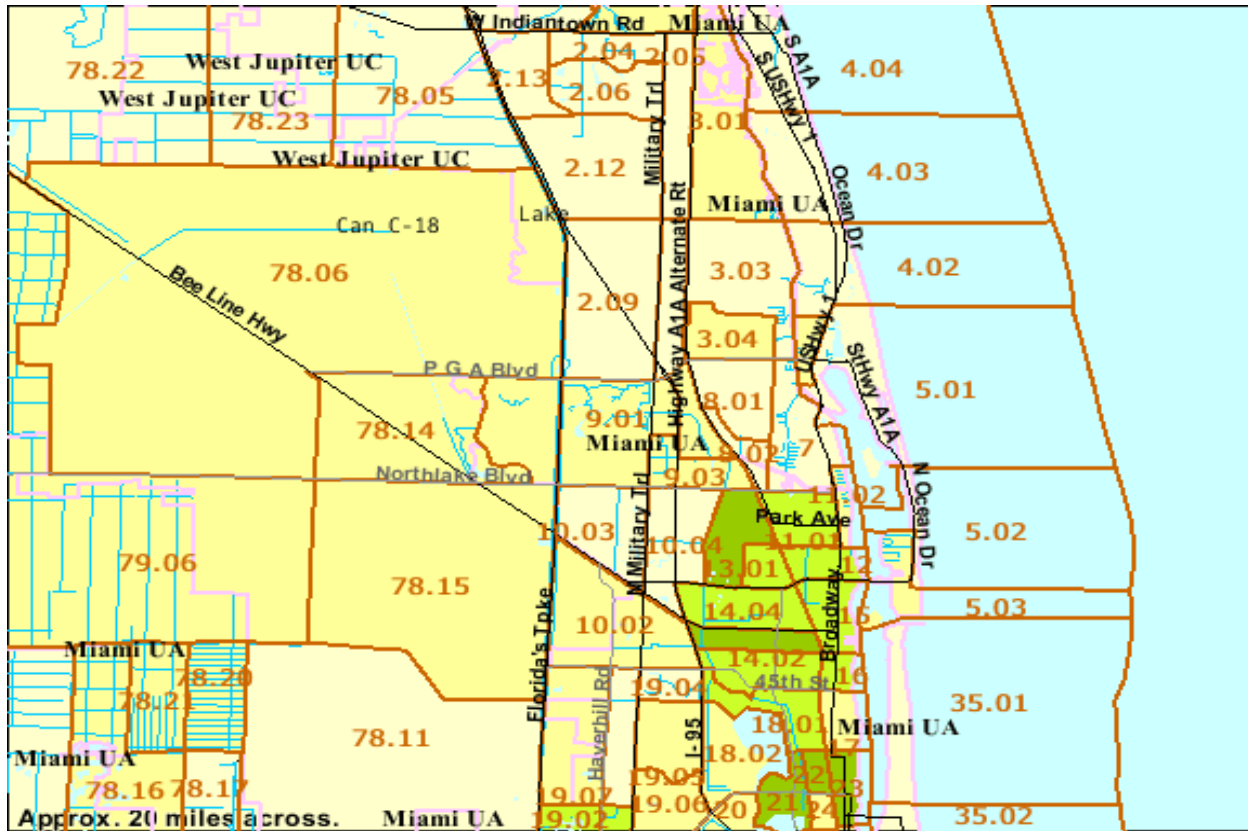 W Indiantown Rd
Miami UA
S A1A
2.04
2.05
4.04
West Jupiter UC
78.22
2.13
78.05
2.06
S USHwy 1
West Jupiter UC
78.23
Military Trl
3.01
West Jupiter UC
2.12
4.03
Ocean Dr
Miami UA
Lake
Can C-18
78.06
3.03
4.02
Bee Line Hwy
2.09
Highway A1A Alternate Rt
3.04
USHwy 1
StHwy A1A
P G A Blvd
5.01
8.01
9.01
78.14
Miami UA
8.02
7
Northlake Blvd
9.03
N Ocean Dr
11.02
Park Ave
10.03
5.02
N Military Trl
10.04
11.01
79.06
13.01
12
78.15
5.03
14.04
15
10.02
Broadway
Miami UA
14.02
16
78.20
Florida's Tpke
45th St
19.04
78.21
Haverhill Rd
35.01
18.01
Miami UA
78.11
I-95
18.02
17
Miami UA
22
19.05
78.16
78.17
23
19.07
19.06
20
21
24
Approx. 20 miles across.
Miami UA
19.02
35.02